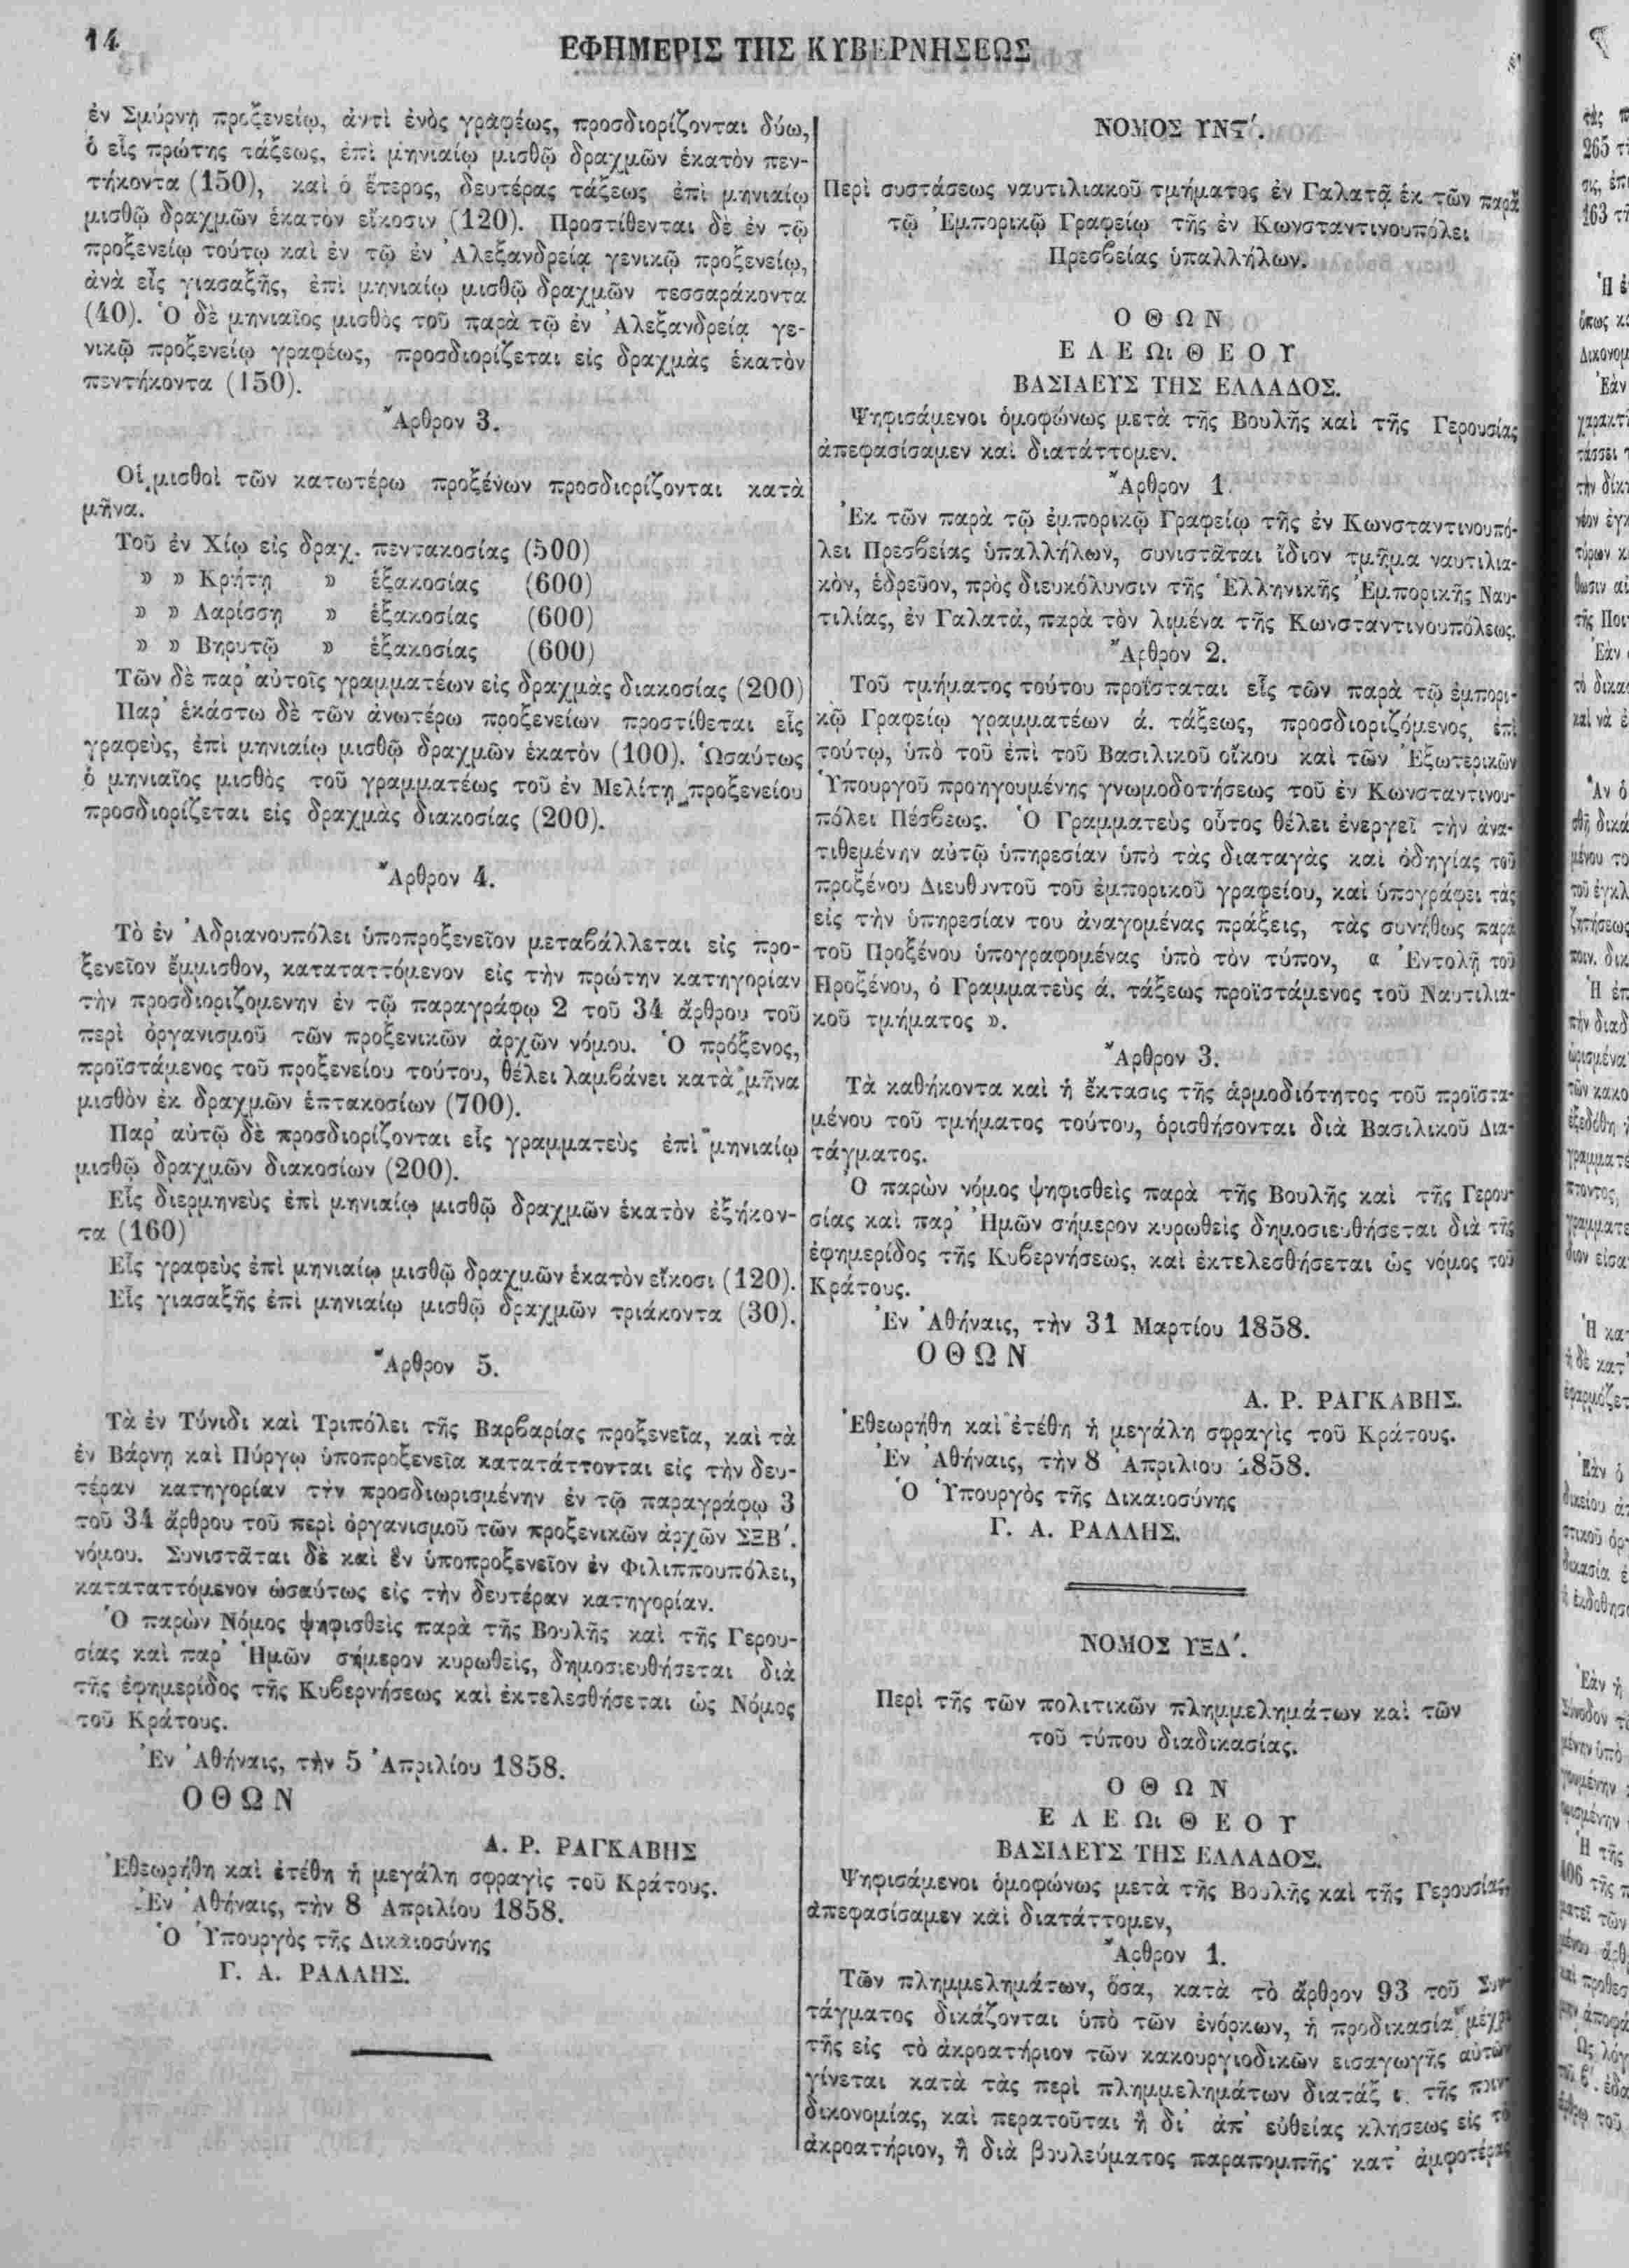 14
ΕΦΗΜΕΡΙΣ ΤΗΣ ΚΥΒΕΡΝΗΣΕΩΣ
ἐν Σμύρνῃ προξενείῳ, ἀντὶ ἑνὸς γραφέως, προσδιορίζονται δύω,
ὁ εἷς πρώτης τάξεως, ἐπὶ μηνιαίῳ μισθῷ δραχμῶν ἑκατὸν πεν-
τήκοντα (150), καὶ ὁ ἕτερος, δευτέρας τάξεως ἐπὶ μηνιαίῳ
μισθῷ δραχμῶν ἑκατὸν εἴκοσιν (120). Προστίθενται δὲ ἐν τῷ
προξενείῳ τούτῳ καὶ ἐν τῷ ἐν Ἀλεξανδρείᾳ γενικῷ προξενείῳ,
ἀνὰ εἷς γιασαξῆς, ἐπὶ μηνιαίῳ μισθῷ δραχμῶν τεσσαράκοντα
(40). Ὁ δὲ μηνιαῖος μισθὸς τοῦ παρὰ τῷ ἐν Ἀλεξανδρείᾳ γε-
νικῷ προξενείῳ γραφέως, προσδιορίζεται εἰς δραχμὰς ἑκατὸν
πεντήκοντα (150).
Ἄρθρον 3.
Οἱ μισθοὶ τῶν κατωτέρω προξένων προσδιορίζονται κατὰ
μῆνα.
Τοῦ ἐν Χίῳ εἰς δραχ. πεντακοσίας (500)
» » Κρήτῃ » ἑξακοσίας (600)
» » Λαρίσσῃ » ἑξακοσίας (600)
» » Βηρυτῷ » ἑξακοσίας (600)
Τῶν δὲ παρ' αὐτοῖς γραμματέων εἰς δραχμὰς διακοσίας (200)
Παρ' ἑκάστω δὲ τῶν ἀνωτέρω προξενείων προστίθεται εἷς
γραφεὺς, ἐπὶ μηνιαίῳ μισθῷ δραχμῶν ἑκατὸν (100). Ὡσαύτως
ὁ μηνιαῖος μισθὸς τοῦ γραμματέως τοῦ ἐν Μελίτῃ προξενείου
προσδιορίζεται εἰς δραχμὰς διακοσίας (200).
Ἄρθρον 4.
Τὸ ἐν Ἀδριανουπόλει ὑποπροξενεῖον μεταβάλλεται εἰς προ-
ξενεῖον ἔμμισθον, καταταττόμενον εἰς τὴν πρώτην κατηγορίαν
τὴν προσδιοριζομενην ἐν τῷ παραγράφῳ 2 τοῦ 34 ἄρθρου τοῦ
περὶ ὀργανισμοῦ τῶν προξενικῶν ἀρχῶν νόμου. Ὁ πρόξενος,
προϊστάμενος τοῦ προξενείου τούτου, θέλει λαμβάνει κατὰ μῆνα
μισθὸν ἐκ δραχμῶν ἑπτακοσίων (700).
Παρ' αὐτῷ δὲ προσδιορίζονται εἷς γραμματεὺς ἐπὶ μηνιαίῳ
μισθῷ δραχμῶν διακοσίων (200).
Εἷς διερμηνεὺς ἐπὶ μηνιαίῳ μισθῷ δραχμῶν ἑκατὸν ἑξήκον-
τα (160)
Εἷς γραφεὺς ἐπὶ μηνιαίῳ μισθῷ δραχμῶν ἑκατὸν εἴκοσι (120).
Εἷς γιασαξῆς ἐπὶ μηνιαίῳ μισθῷ δραχμῶν τριάκοντα (30).
Ἄρθρον 5.
Τὰ ἐν Τύνιδι καὶ Τριπόλει τῆς Βαρβαρίας προξενεῖα, καὶ τὰ
ἐν Βάρνῃ καὶ Πύργῳ ὑποπροξενεῖα κατατάττονται εἰς τὴν δευ-
τέραν κατηγορίαν τὴν προσδιωρισμένην ἐν τῷ παραγράφῳ 3
τοῦ 34 ἄρθρου τοῦ περὶ ὀργανισμοῦ τῶν προξενικῶν ἀρχῶν ΣΞΒ΄.
νόμου. Συνιστᾶται δὲ καὶ ἓν ὑποπροξενεῖον ἐν Φιλιππουπόλει,
καταταττόμενον ὡσαύτως εἰς τὴν δευτέραν κατηγορίαν.
Ὁ παρὼν Νόμος ψηφισθεὶς παρὰ τῆς Βουλῆς καὶ τῆς Γερου-
σίας καὶ παρ' Ἡμῶν σήμερον κυρωθεὶς, δημοσιευθήσεται διὰ
τῆς ἐφημερίδος τῆς Κυβερνήσεως καὶ ἐκτελεσθήσεται ὡς Νόμος
τοῦ Κράτους.
Ἐν Ἀθήναις, τὴν 5 Ἀπριλίου 1858.
ΟΘΩΝ
Α. Ρ. ΡΑΓΚΑΒΗΣ
Ἐθεωρήθη καὶ ἐτέθη ἡ μεγάλη σφραγὶς τοῦ Κράτους.
Ἐν Ἀθήναις, τὴν 8 Ἀπριλίου 1858.
Ὁ Ὑπουργὸς τῆς Δικαιοσύνης
Γ. Α. ΡΑΛΛΗΣ.
ΝΟΜΟΣ ΥΝΣΤ΄.
Περὶ συστάσεως ναυτιλιακοῦ τμήματος ἐν Γαλατᾷ ἐκ τῶν παρὰ
τῷ Ἐμπορικῷ Γραφείῳ τῆς ἐν Κωνσταντινουπόλει
Πρεσβείας ὑπαλλήλων.
ΟΘΩΝ
ΕΛΕΩι ΘΕΟΥ
ΒΑΣΙΛΕΥΣ ΤΗΣ ΕΛΛΑΔΟΣ.
Ψηφισάμενοι ὁμοφώνως μετὰ τῆς Βουλῆς καὶ τῆς Γερουσίας
ἀπεφασίσαμεν καὶ διατάττομεν.
Ἄρθρον 1.
Ἐκ τῶν παρὰ τῷ ἐμπορικῷ Γραφείῳ τῆς ἐν Κωνσταντινουπό-
λει Πρεσβείας ὑπαλλήλων, συνιστᾶται ἴδιον τμῆμα ναυτιλια-
κὸν, ἑδρεῦον, πρὸς διευκόλυνσιν τῆς Ἑλληνικῆς Ἐμπορικῆς Ναυ-
τιλίας, ἐν Γαλατᾷ, παρὰ τὸν λιμένα τῆς Κωνσταντινουπόλεως.
Ἄρθρον 2.
Τοῦ τμήματος τούτου προΐσταται εἷς τῶν παρὰ τῷ ἐμπορι-
κῷ Γραφείῳ γραμματέων ά. τάξεως, προσδιοριζόμενος ἐπὶ
τούτῳ, ὑπὸ τοῦ ἐπὶ τοῦ Βασιλικοῦ οἴκου καὶ τῶν Ἐξωτερικῶν
Ὑπουργοῦ προηγουμένης γνωμοδοτήσεως τοῦ ἐν Κωνσταντινου-
πόλει Πέσβεως. Ὁ Γραμματεὺς οὗτος θέλει ἐνεργεῖ τὴν ἀνα-
τιθεμένην αὐτῷ ὑπηρεσίαν ὑπὸ τὰς διαταγὰς καὶ ὁδηγίας τοῦ
προξένου Διευθυντοῦ τοῦ ἐμπορικοῦ γραφείου, καὶ ὑπογράφει τὰς
εἰς τὴν ὑπηρεσίαν του ἀναγομένας πράξεις, τὰς συνήθως παρὰ
τοῦ Προξένου ὑπογραφομένας ὑπὸ τὸν τύπον, « Ἐντολῇ τοῦ
Προξένου, ὁ Γραμματεὺς ά. τάξεως προϊστάμενος τοῦ Ναυτιλια-
κοῦ τμήματος ».
Ἄρθρον 3.
Τὰ καθήκοντα καὶ ἡ ἔκτασις τῆς ἁρμοδιότητος τοῦ προϊστα-
μένου τοῦ τμήματος τούτου, ὁρισθήσονται διὰ Βασιλικοῦ Δια-
τάγματος.
Ὁ παρὼν νόμος ψηφισθεὶς παρὰ τῆς Βουλῆς καὶ τῆς Γερου-
σίας καὶ παρ' Ἡμῶν σήμερον κυρωθεὶς δημοσιευθήσεται διὰ τῆς
ἐφημερίδος τῆς Κυβερνήσεως, καὶ ἐκτελεσθήσεται ὡς νόμος τοῦ
Κράτους.
Ἐν Ἀθήναις, τὴν 31 Μαρτίου 1858.
ΟΘΩΝ
Α. Ρ. ΡΑΓΚΑΒΗΣ.
Ἐθεωρήθη καὶ ἐτέθη ἡ μεγάλη σφραγὶς τοῦ Κράτους.
Ἐν Ἀθήναις, τὴν 8 Ἀπριλίου 1858.
Ὁ Ὑπουργὸς τῆς Δικαιοσύνης
Γ. Α. ΡΑΛΛΗΣ.
ΝΟΜΟΣ ΥΞΔ΄.
Περὶ τῆς τῶν πολιτικῶν πλημμελημάτων καὶ τῶν
τοῦ τύπου διαδικασίας.
ΟΘΩΝ
ΕΛΕΩι ΘΕΟΥ
ΒΑΣΙΛΕΥΣ ΤΗΣ ΕΛΛΑΔΟΣ.
Ψηφισάμενοι ὁμοφώνως μετὰ τῆς Βουλῆς καὶ τῆς Γερουσίας,
ἀπεφασίσαμεν καὶ διατάττομεν,
Ἄρθρον 1.
Τῶν πλημμελημάτων, ὅσα, κατὰ τὸ ἄρθρον 93 τοῦ Συν-
τάγματος δικάζονται ὑπὸ τῶν ἐνόρκων, ἡ προδικασία μέχρι
τῆς εἰς τὸ ἀκροατήριον τῶν κακουργιοδικῶν εισαγωγῆς αὐτῶν
γίνεται κατὰ τὰς περὶ πλημμελημάτων διατάξ ι. τῆς ποιν-
δικονομίας, καὶ περατοῦται ἢ δι' ἀπ' εὐθείας κλήσεως εἰς τὸ
ἀκροατήριον, ἢ διὰ βουλεύματος παραπομπῆς κατ' ἀμφοτέρας